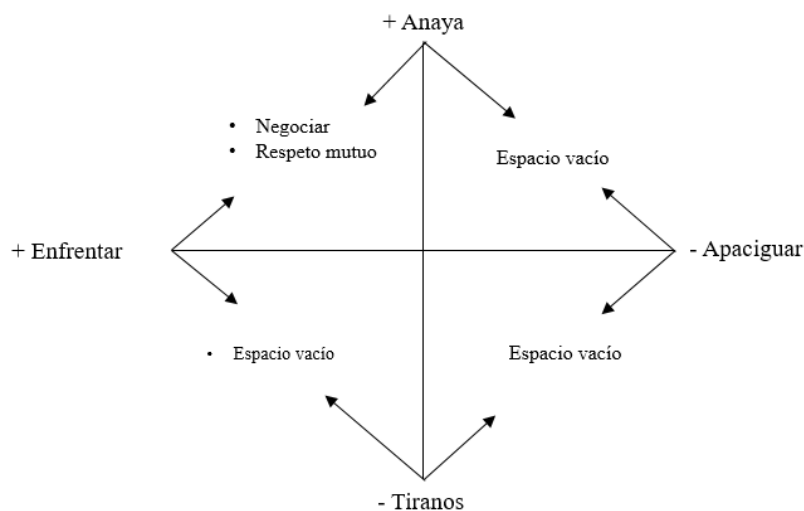 + Anaya
• Negociar
• Respeto mutuo
Espacio vacío
+ Enfrentar
- Apaciguar
• Espacio vacío
Espacio vacío
- Tiranos